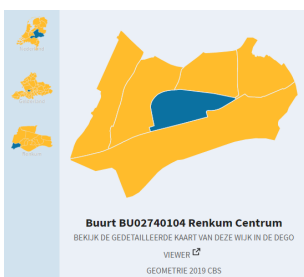 Buurt BU02740104 Renkum Centrum
BEKIJK DE GEDETAILLEERDE KAART VAN DEZE WIJK IN DE DEGO
VIEWER
GEOMETRIE 2019 CBS